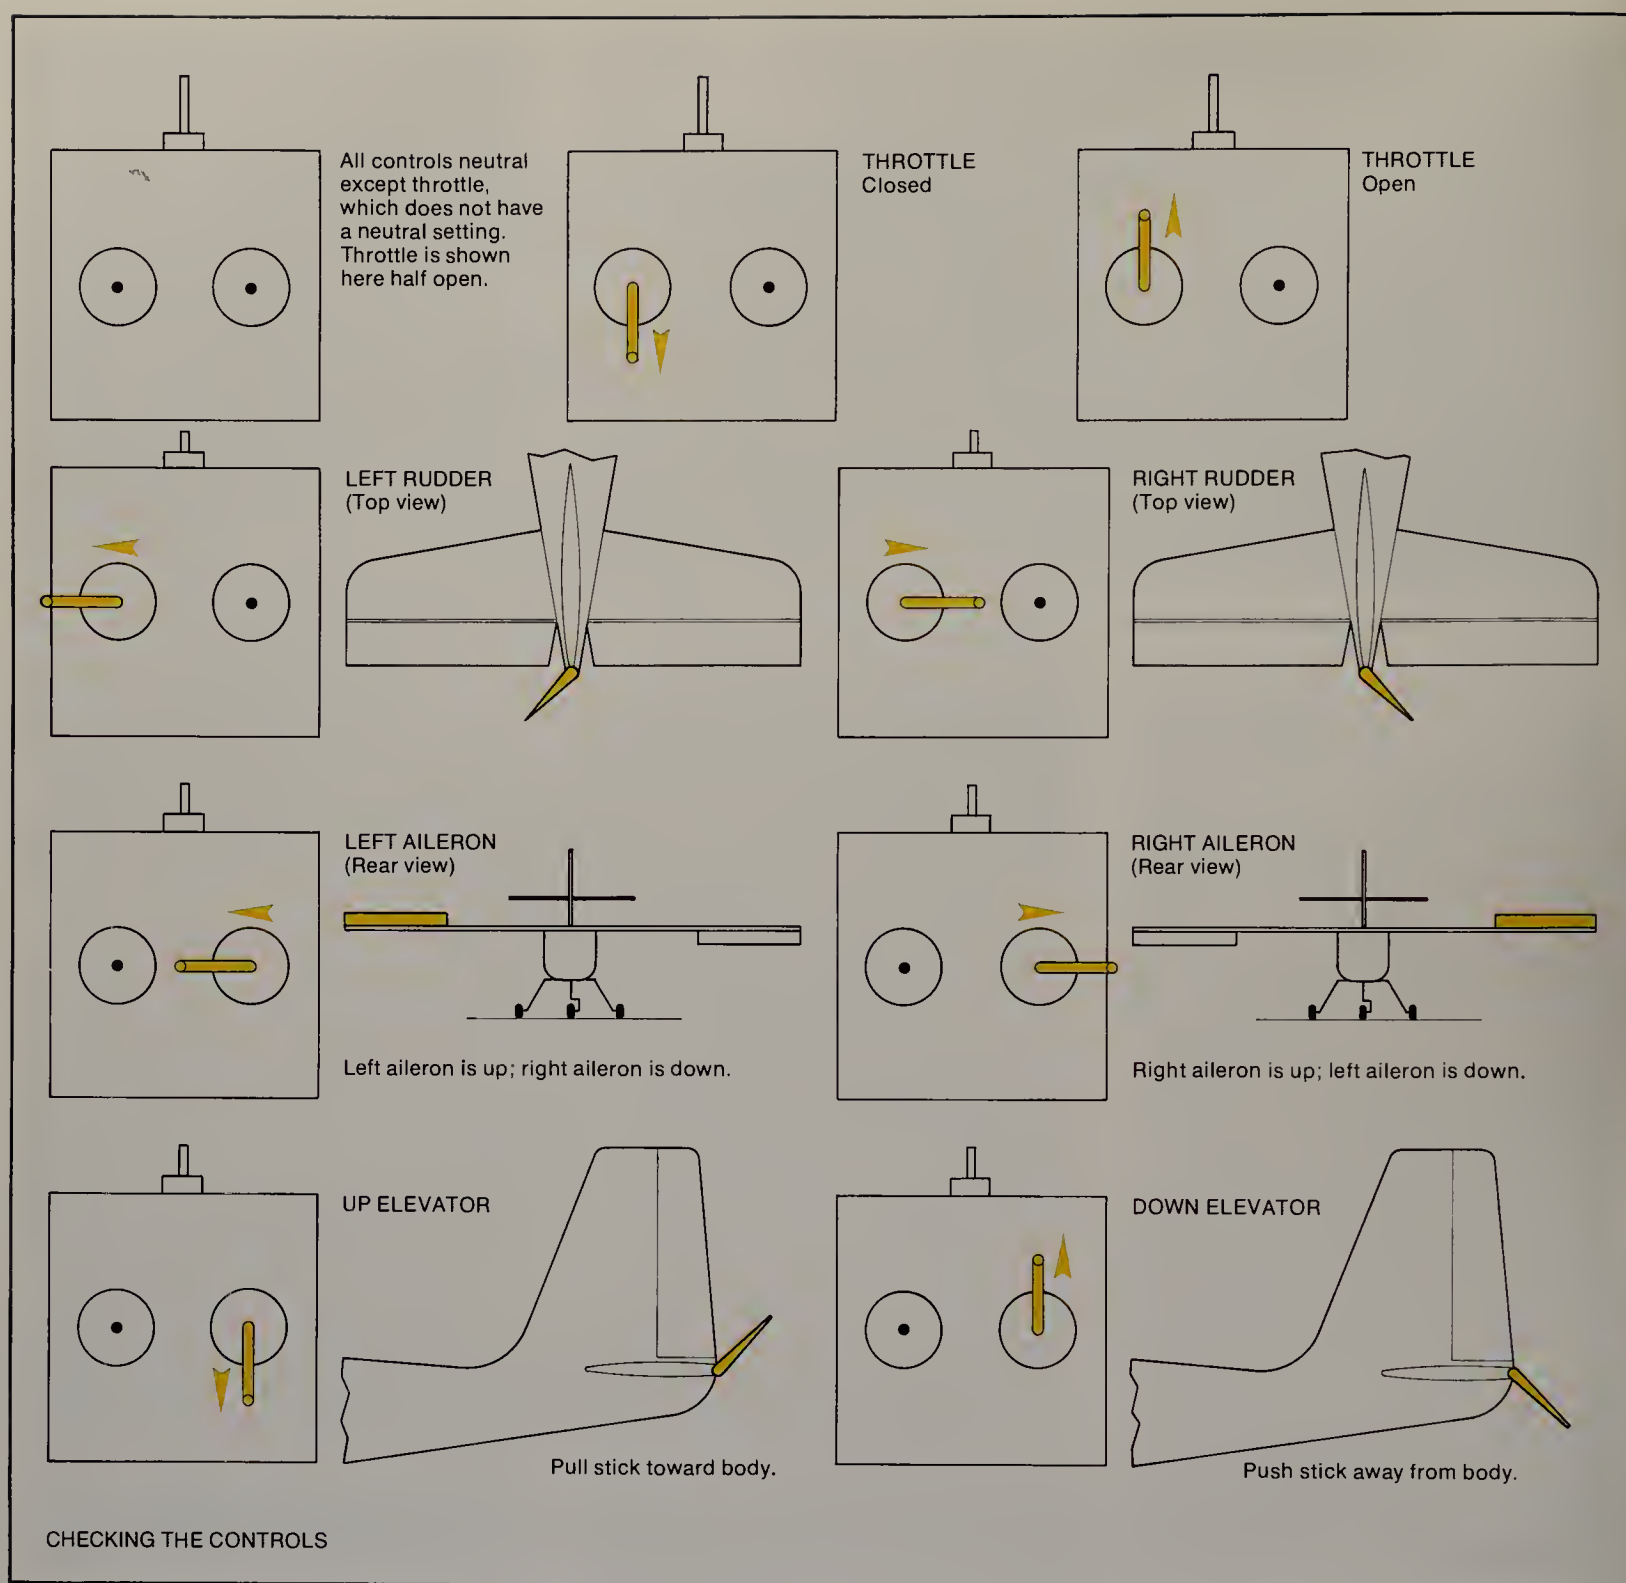 All controls neutral
except throttle,
which does not have
a neutral setting.
Throttle is shown
here half open.
THROTTLE
Closed
THROTTLE
Open
LEFT RUDDER
(Top view)
RIGHT RUDDER
(Top view)
LEFT AILERON
(Rear view)
Left aileron is up; right aileron is down.
RIGHT AILERON
(Rear view)
Right aileron is up; left aileron is down.
UP ELEVATOR
Pull stick toward body.
DOWN ELEVATOR
Push stick away from body.
CHECKING THE CONTROLS